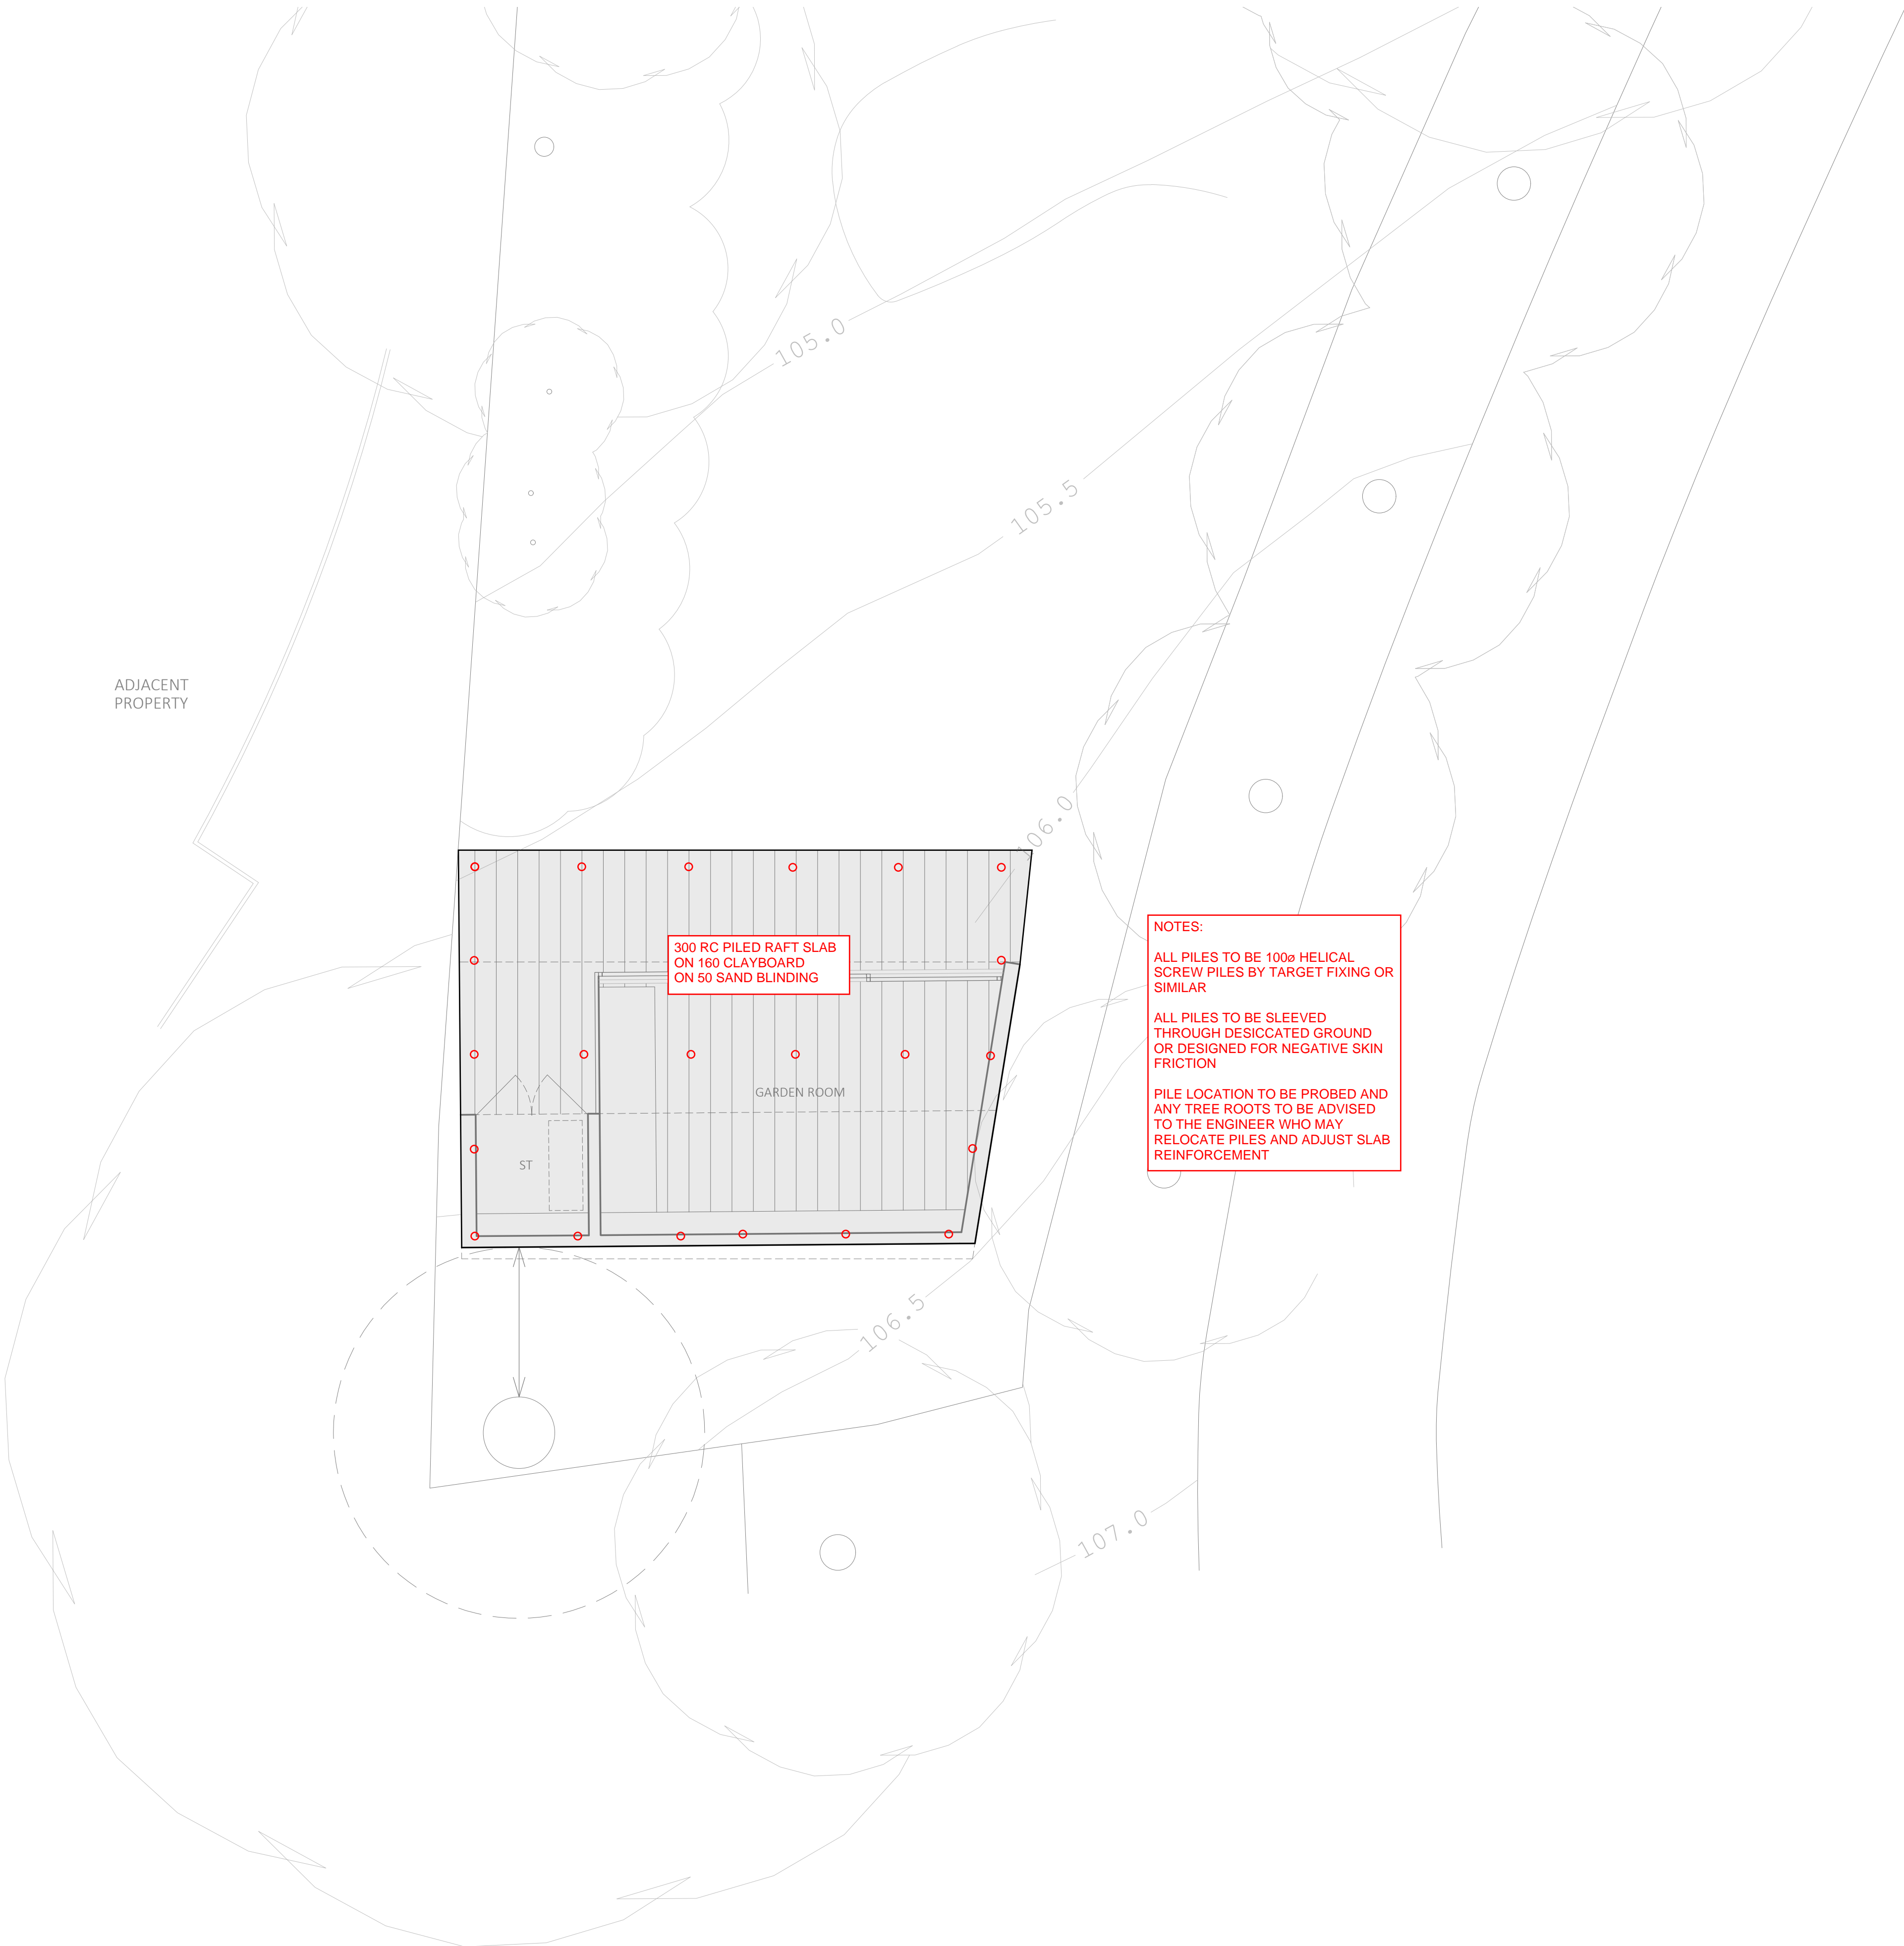 105.0
105.5
ADJACENT
PROPERTY
106.0
300 RC PILED RAFT SLAB
ON 160 CLAYBOARD
ON 50 SAND BLINDING
NOTES:
ALL PILES TO BE 100ø HELICAL
SCREW PILES BY TARGET FIXING OR
SIMILAR
ALL PILES TO BE SLEEVED
THROUGH DESICCATED GROUND
OR DESIGNED FOR NEGATIVE SKIN
FRICTION
PILE LOCATION TO BE PROBED AND
ANY TREE ROOTS TO BE ADVISED
TO THE ENGINEER WHO MAY
RELOCATE PILES AND ADJUST SLAB
REINFORCEMENT
GARDEN ROOM
ST
106.5
107.0